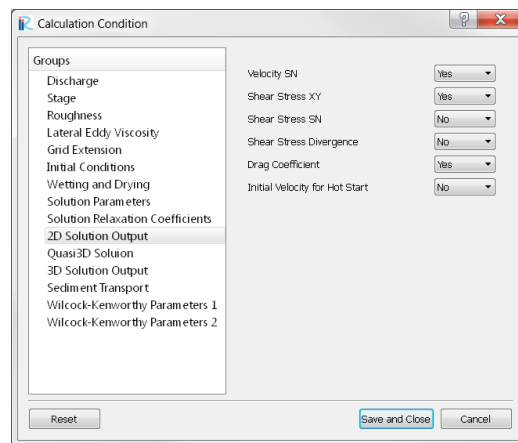 Calculation Condition
Groups
Discharge
Stage
Roughness
Lateral Eddy Viscosity
Grid Extension
Initial Conditions
Wetting and Drying
Solution Parameters
Solution Relaxation Coefficients
2D Solution Output
Quasi3D Soluion
3D Solution Output
Sediment Transport
Wilcock-Kenworthy Parameters 1
Wilcock-Kenworthy Parameters 2
Velocity SN Yes
Shear Stress XY Yes
Shear Stress SN No
Shear Stress Divergence No
Drag Coefficient Yes
Initial Velocity for Hot Start No
Reset Save and Close Cancel